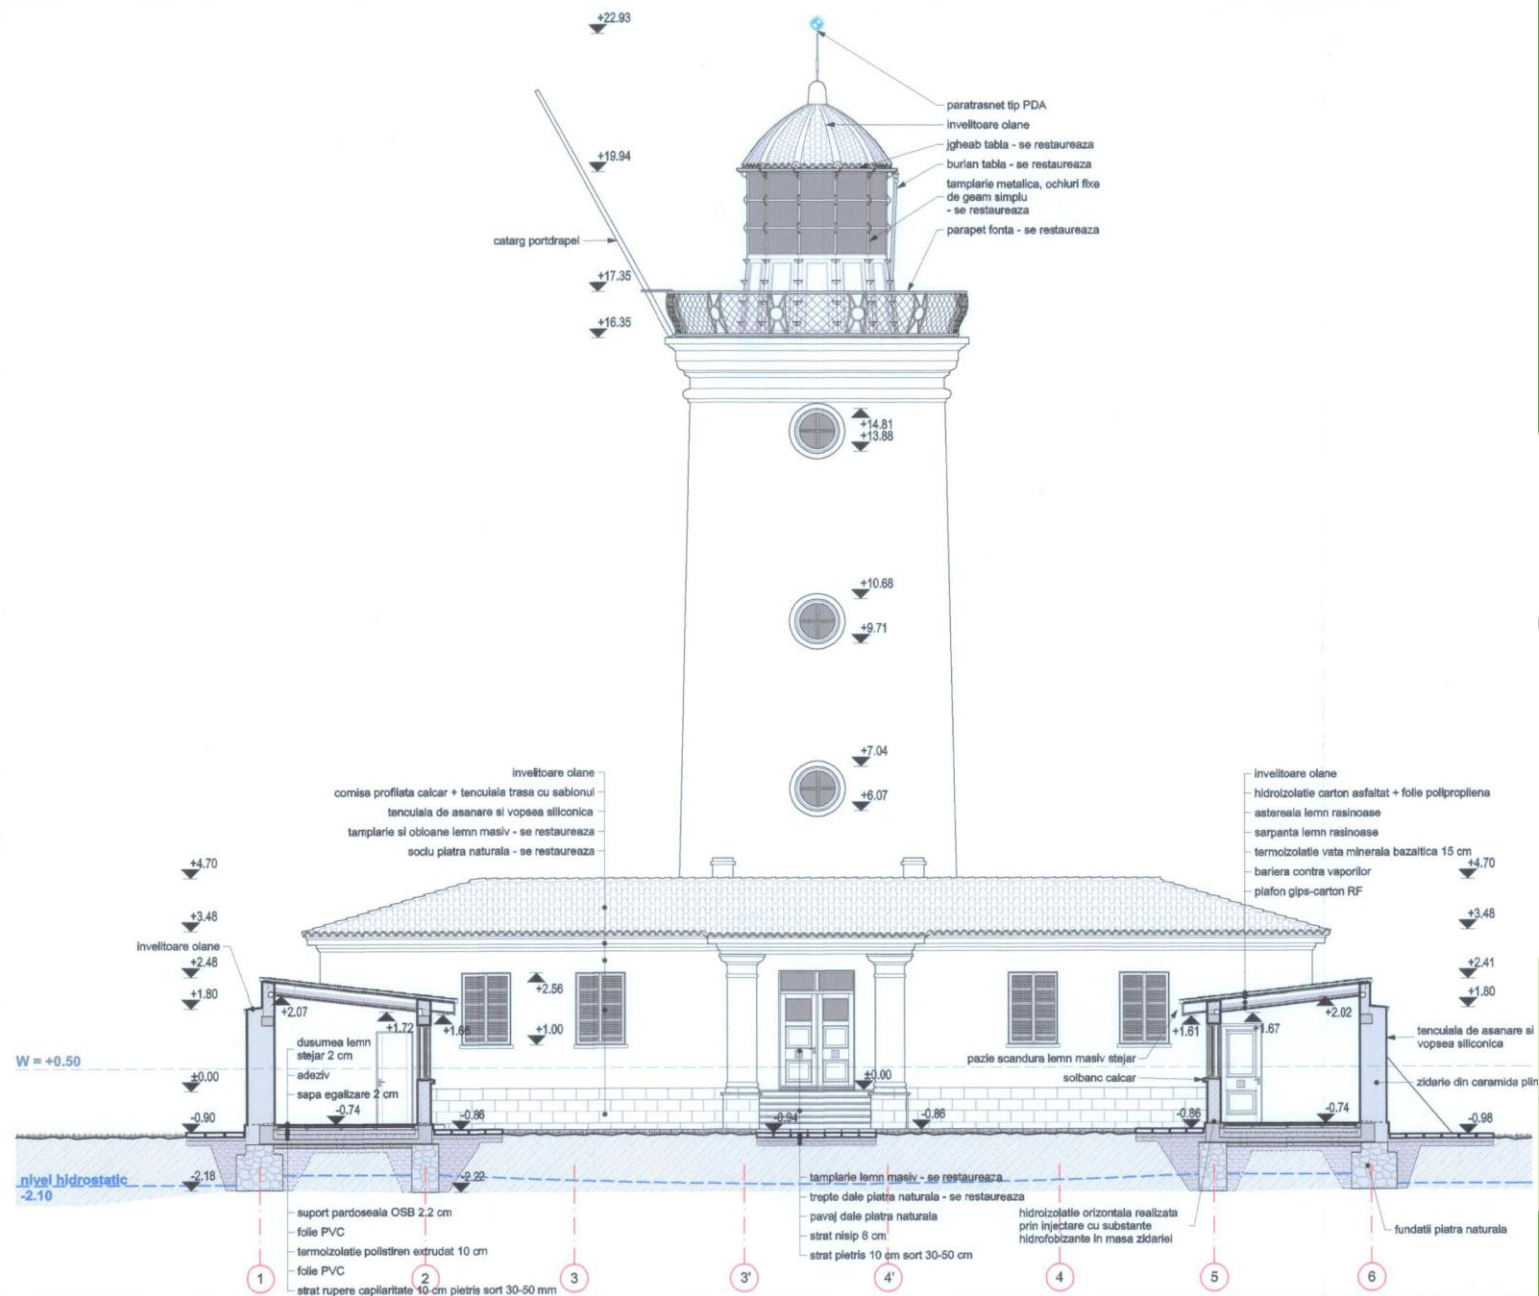 +22.93
paratrasnet tip PDA
invelitoare olane
jgheab tabla - se restaureaza
+19.94
burlan tabla - se restaureaza
tamplarie metalica, ochiuri fixe
de geam simplu
- se restaureaza
parapet fonta - se restaureaza
catarg portdrapel
+17.35
+16.35
+14.81
+13.88
+10.68
+9.71
+7.04
+6.07
invelitoare olane
cornisa profilata calcar + tencuiala trasa cu sablonul
tencuiala de asanare si vopsea siliconica
tamplarie si obloane lemn masiv - se restaureaza
soclu piatra naturala - se restaureaza
invelitoare olane
hidroizolatie carton asfaltat + folie polipropilena
astereala lemn rasinoase
sarpanta lemn rasinoase
termoizolatie vata minerala bazaltica 15 cm
bariera contra vaporilor
plafon gips-carton RF
+4.70
+4.70
+3.48
+3.48
invelitoare olane
+2.48
+2.41
+1.80
+1.80
+2.56
+2.07
+2.02
+1.72
+1.00
+1.61
+1.67
dusumea lemn
stejar 2 cm
adeziv
sapa egalizare 2 cm
pazie scandura lemn masiv stejar
solbanc calcar
tencuiala de asanare si
vopsea siliconica
zidarie din caramida plin
W = +0.50
±0.00
±0.00
-0.90
-0.74
-0.86
-0.94
-0.86
-0.86
-0.74
-0.98
nivel hidrostatic
-2.10
-2.18
-2.22
tamplarie lemn masiv - se restaureaza
trepte dale piatra naturala - se restaureaza
pavaj dale piatra naturala
strat nisip 8 cm
strat pietris 10 cm sort 30-50 cm
hidroizolatie orizontala realizata
prin injectare cu substante
hidrofobizante in masa zidariei
fundatii piatra naturala
suport pardoseala OSB 2.2 cm
folie PVC
termoizolatie polistiren extrudat 10 cm
folie PVC
strat rupere capilaritate 10 cm pietris sort 30-50 mm
1 2 3 3' 4' 4 5 6